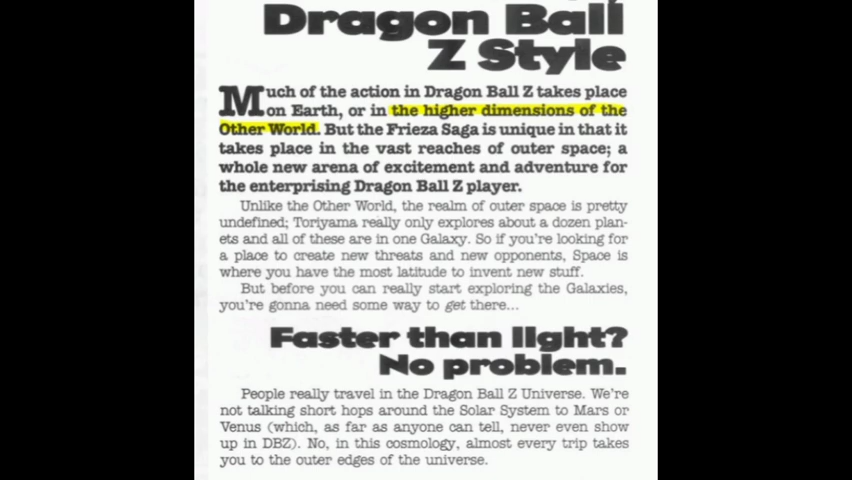 Dragon Ball
Z Style
Much of the action in Dragon Ball Z takes place
on Earth, or in the higher dimensions of the
Other World. But the Frieza Saga is unique in that it
takes place in the vast reaches of outer space; a
whole new arena of excitement and adventure for
the enterprising Dragon Ball Z player.
Unlike the Other World, the realm of outer space is pretty
undefined; Toriyama really only explores about a dozen plan-
ets and all of these are in one Galaxy. So if you're looking for
a place to create new threats and new opponents, Space is
where you have the most latitude to invent new stuff.
But before you can really start exploring the Galaxies,
you're gonna need some way to get there...
Faster than light?
No problem.
People really travel in the Dragon Ball Z Universe. We're
not talking short hops around the Solar System to Mars or
Venus (which, as far as anyone can tell, never even show
up in DBZ). No, in this cosmology, almost every trip takes
you to the outer edges of the universe.